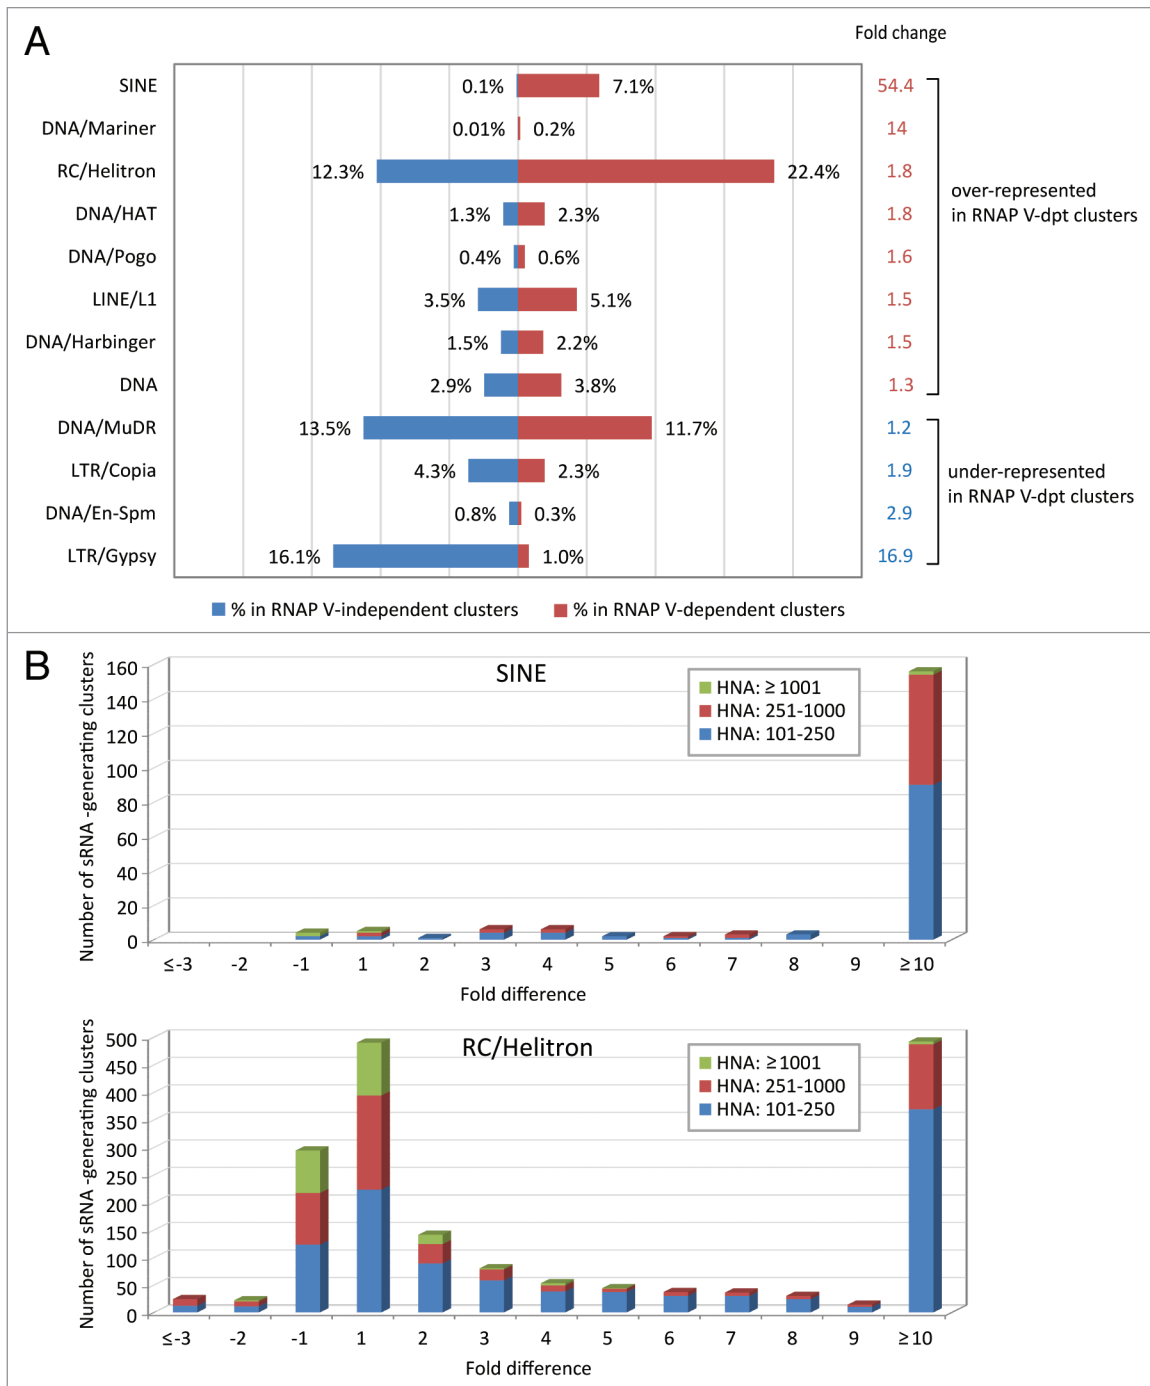 A
Fold change
SINE 0.1% 7.1% 54.4
DNA/Mariner 0.01% 0.2% 14
RC/Helitron 12.3% 22.4% 1.8
DNA/HAT 1.3% 2.3% 1.8
DNA/Pogo 0.4% 0.6% 1.6
LINE/L1 3.5% 5.1% 1.5
DNA/Harbinger 1.5% 2.2% 1.5
DNA 2.9% 3.8% 1.3
over-represented
in RNAP V-dpt clusters
DNA/MuDR 13.5% 11.7% 1.2
LTR/Copia 4.3% 2.3% 1.9
DNA/En-Spm 0.8% 0.3% 2.9
LTR/Gypsy 16.1% 1.0% 16.9
under-represented
in RNAP V-dpt clusters
% in RNAP V-independent clusters % in RNAP V-dependent clusters
B
SINE
Number of sRNA -generating clusters
160
140
120
100
80
60
40
20
0
HNA: ≥ 1001
HNA: 251-1000
HNA: 101-250
≤-3 -2 -1 1 2 3 4 5 6 7 8 9 ≥10
Fold difference
RC/Helitron
Number of sRNA -generating clusters
500
450
400
350
300
250
200
150
100
50
0
HNA: ≥1001
HNA: 251-1000
HNA: 101-250
≤-3 -2 -1 1 2 3 4 5 6 7 8 9 ≥10
Fold difference